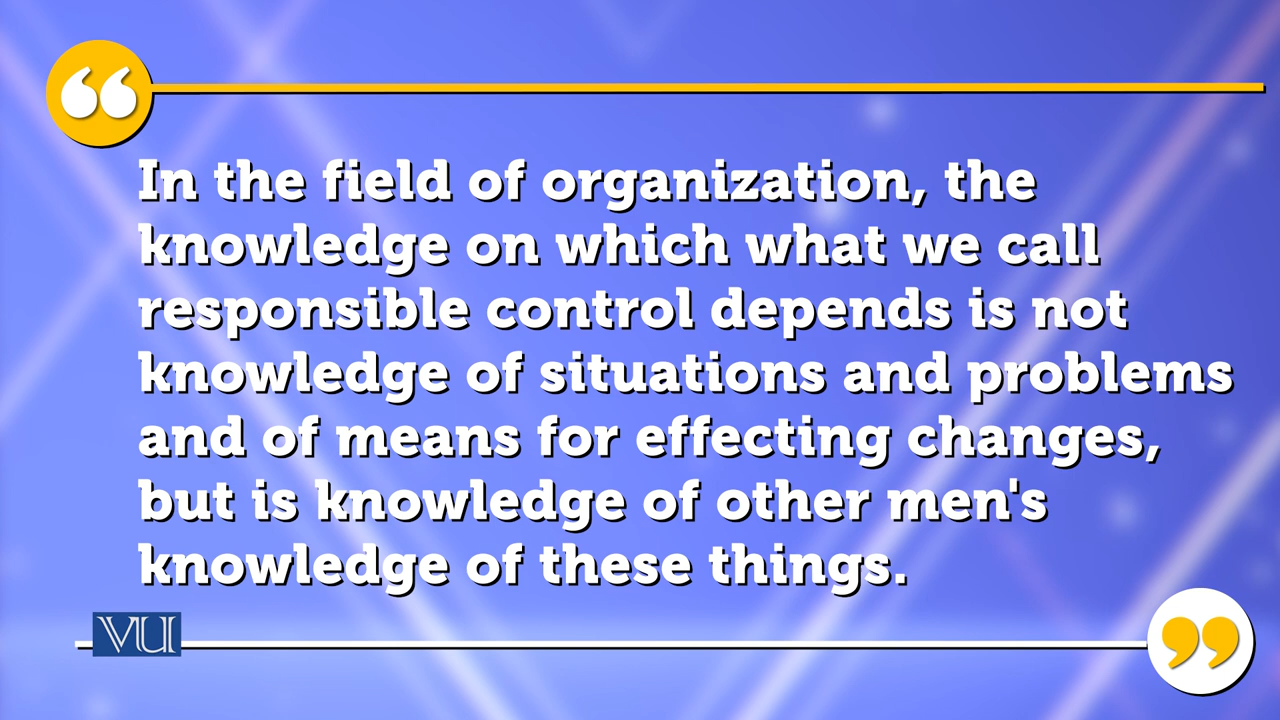 “
In the field of organization, the
knowledge on which what we call
responsible control depends is not
knowledge of situations and problems
and of means for effecting changes,
but is knowledge of other men's
knowledge of these things.
VU
”